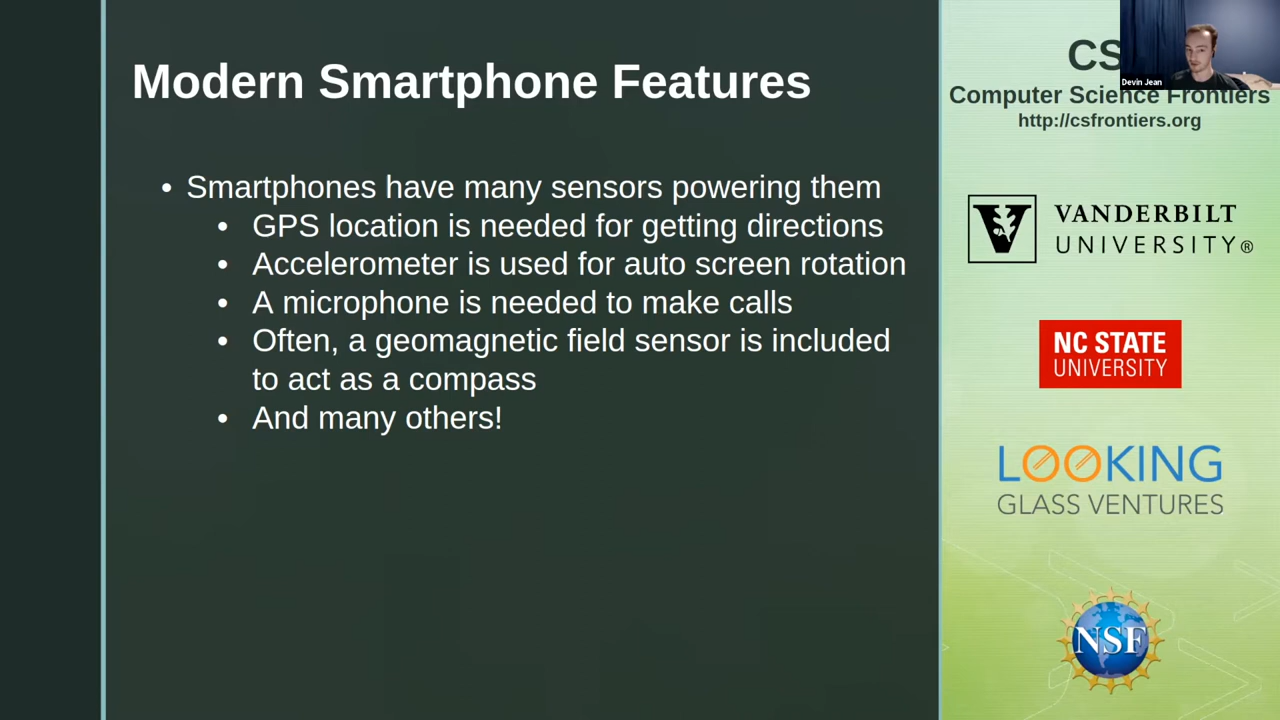 Modern Smartphone Features
• Smartphones have many sensors powering them
• GPS location is needed for getting directions
• Accelerometer is used for auto screen rotation
• A microphone is needed to make calls
• Often, a geomagnetic field sensor is included
to act as a compass
• And many others!
CS
Devin Jean
Computer Science Frontiers
http://csfrontiers.org
V VANDERBILT
UNIVERSITY®
NC STATE
UNIVERSITY
LOOKING
GLASS VENTURES
NSF